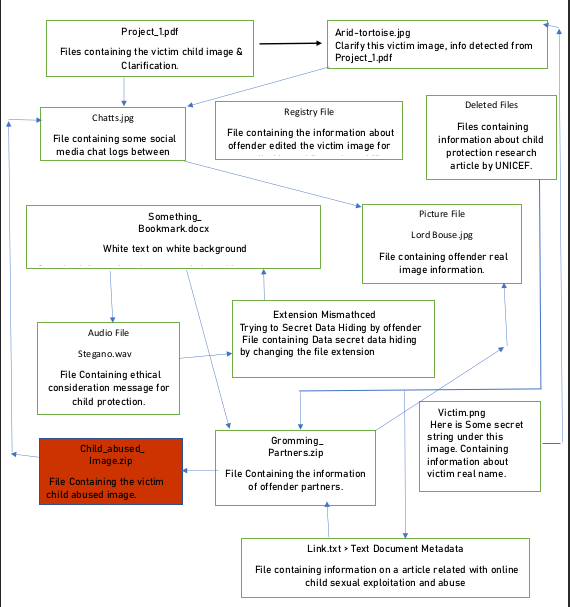 Project_1.pdf
Files containing the victim child image &
Clarification.
Arid-tortoise.jpg
Clarify this victim image, info detected from
Project_1.pdf
Chatts.jpg
File containing some social
media chat logs between
Registry File
File containing the information about
offender edited the victim image for
Deleted Files
Files containing
information about child
protection research
article by UNICEF.
Something_
Bookmark.docx
White text on white background
Picture File
Lord Bouse.jpg
File containing offender real
image information.
Extension Mismathced
Trying to Secret Data Hiding by offender
File containing Data secret data hiding
by changing the file extension
Audio File
Stegano.wav
File Containing ethical
consideration message for
child protection.
Victim.png
Here is Some secret
string under this
image. Containing
information about
victim real name.
Child_abused_
Image.zip
File Containing the victim
child abused image.
Gromming_
Partners.zip
File Containing the information
of offender partners.
Link.txt > Text Document Metadata
File containing information on a article related with online
child sexual exploitation and abuse